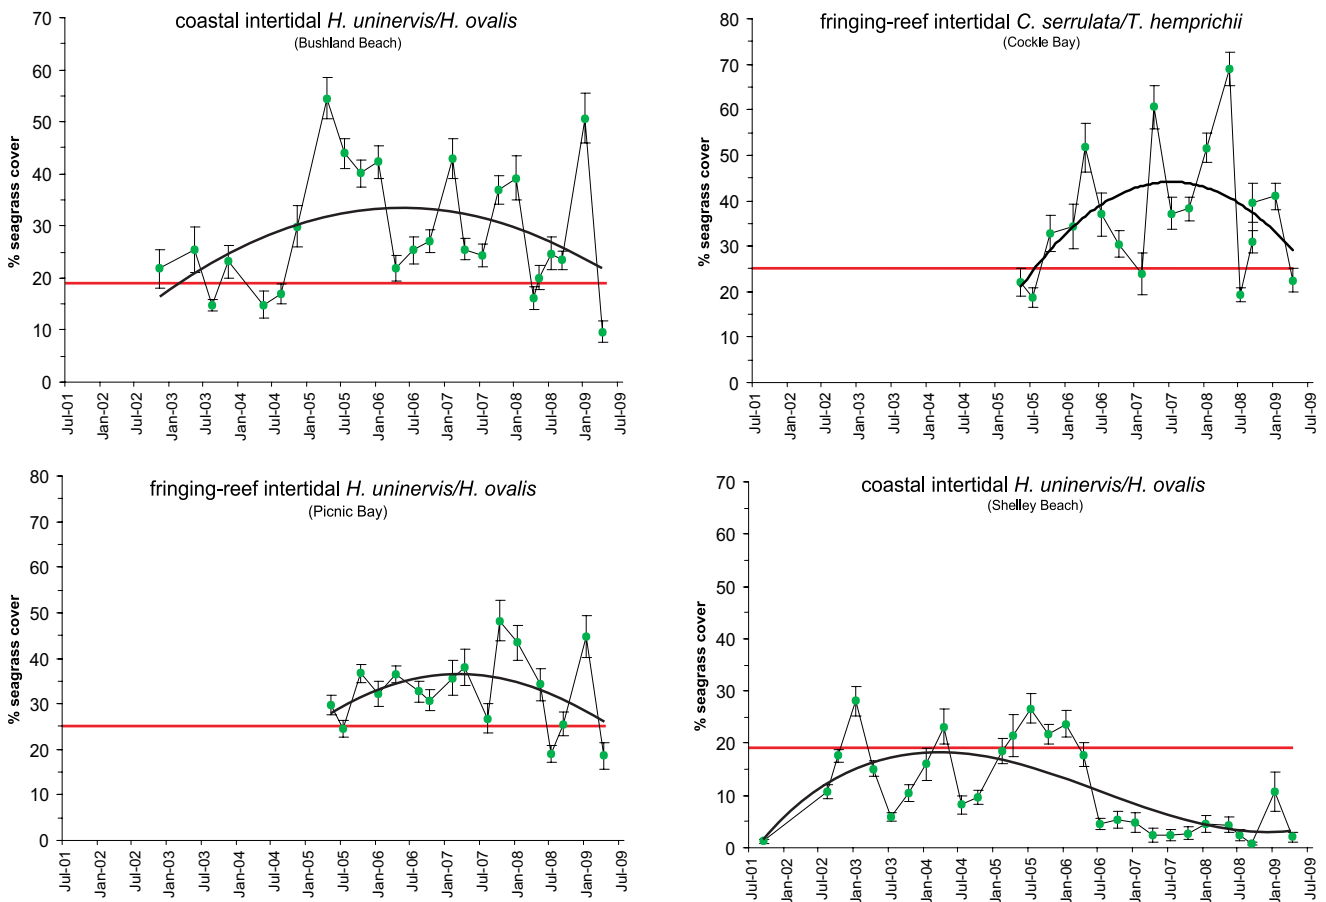 coastal intertidal H. uninervis/H. ovalis
(Bushland Beach)
% seagrass cover
70
60
50
40
30
20
10
0
Jul-01
Jan-02
Jul-02
Jan-03
Jul-03
Jan-04
Jul-04
Jan-05
Jul-05
Jan-06
Jul-06
Jan-07
Jul-07
Jan-08
Jul-08
Jan-09
Jul-09
fringing-reef intertidal C. serrulata/T. hemprichii
(Cockle Bay)
% seagrass cover
80
70
60
50
40
30
20
10
0
Jul-01
Jan-02
Jul-02
Jan-03
Jul-03
Jan-04
Jul-04
Jan-05
Jul-05
Jan-06
Jul-06
Jan-07
Jul-07
Jan-08
Jul-08
Jan-09
Jul-09
fringing-reef intertidal H. uninervis/H. ovalis
(Picnic Bay)
% seagrass cover
80
70
60
50
40
30
20
10
0
Jul-01
Jan-02
Jul-02
Jan-03
Jul-03
Jan-04
Jul-04
Jan-05
Jul-05
Jan-06
Jul-06
Jan-07
Jul-07
Jan-08
Jul-08
Jan-09
Jul-09
coastal intertidal H. uninervis/H. ovalis
(Shelley Beach)
% seagrass cover
70
60
50
40
30
20
10
0
Jul-01
Jan-02
Jul-02
Jan-03
Jul-03
Jan-04
Jul-04
Jan-05
Jul-05
Jan-06
Jul-06
Jan-07
Jul-07
Jan-08
Jul-08
Jan-09
Jul-09